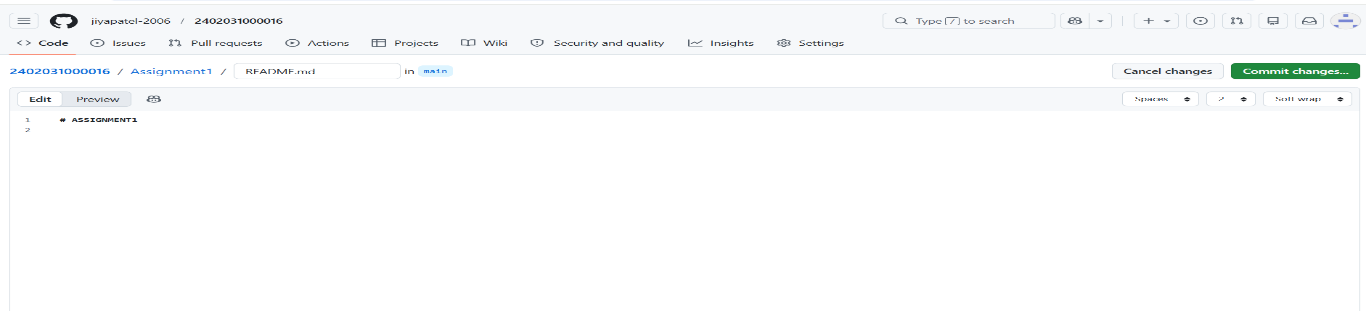 jiyapatel-2006 / 2402031000016 Type / to search
<> Code Issues Pull requests Actions Projects Wiki Security and quality Insights Settings
2402031000016 / Assignment1 / README.md in main Cancel changes Commit changes...
Edit Preview Spaces 2 Soft wrap
1 # ASSIGNMENT1
2